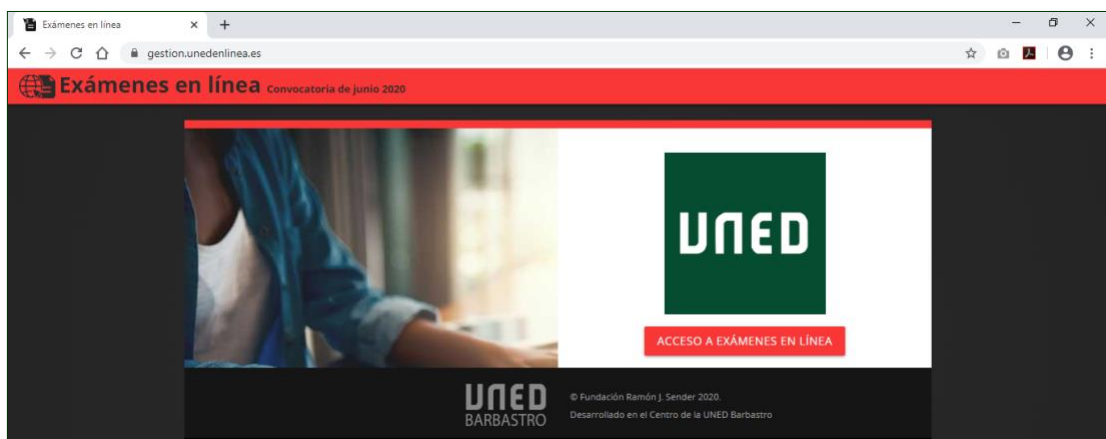 Exámenes en línea
gestion.unedenlinea.es
Exámenes en línea Convocatoria de junio 2020
UNED
ACCESO A EXÁMENES EN LÍNEA
UNED
BARBASTRO
© Fundación Ramón J. Sender 2020.
Desarrollado en el Centro de la UNED Barbastro